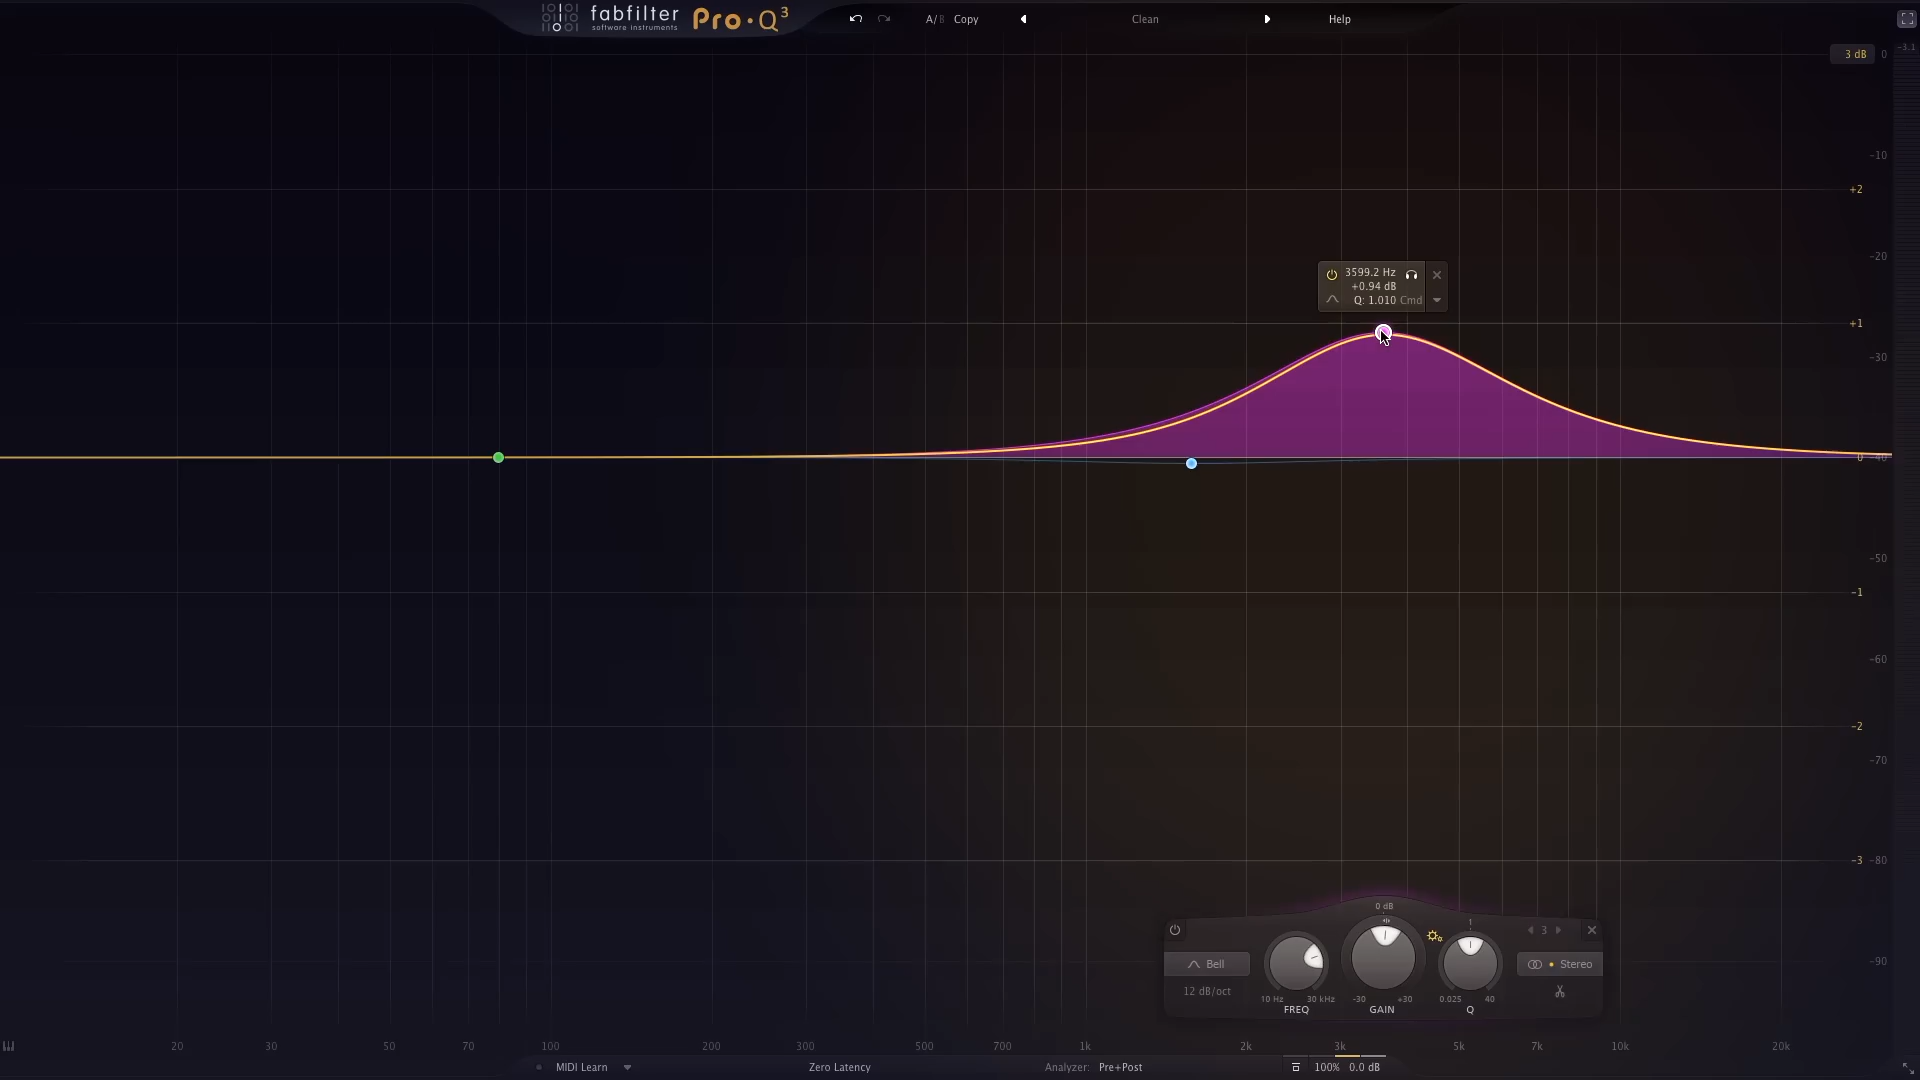 fabfilter
software instruments
Pro·Q³
A/B Copy
Clean
Help
-3.1
3 dB 0
-10
+2
-20
3599.2 Hz
+0.94 dB
Q: 1.010 Cmd
+1
-30
0 -40
-50
-1
-60
-2
-70
-3 -80
0 dB
1
3
Bell
Stereo
-90
12 dB/oct
10 Hz 30 kHz
-30 +30
0.025 40
FREQ GAIN Q
20 30 50 70 100 200 300 500 700 1k 2k 3k 5k 7k 10k 20k
MIDI Learn Zero Latency Analyzer: Pre+Post 100% 0.0 dB